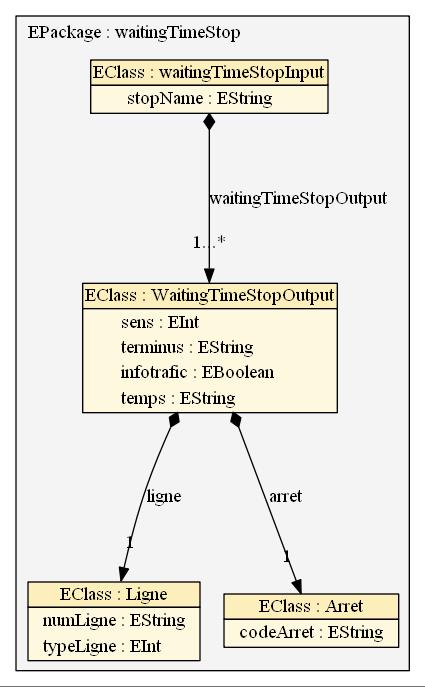 EPackage : waitingTimeStop
EClass : waitingTimeStopInput
stopName : EString
waitingTimeStopOutput
1...*
EClass : WaitingTimeStopOutput
sens : EInt
terminus : EString
infotrafic : EBoolean
temps : EString
ligne
arret
1
1
EClass : Ligne
numLigne : EString
typeLigne : EInt
EClass : Arret
codeArret : EString